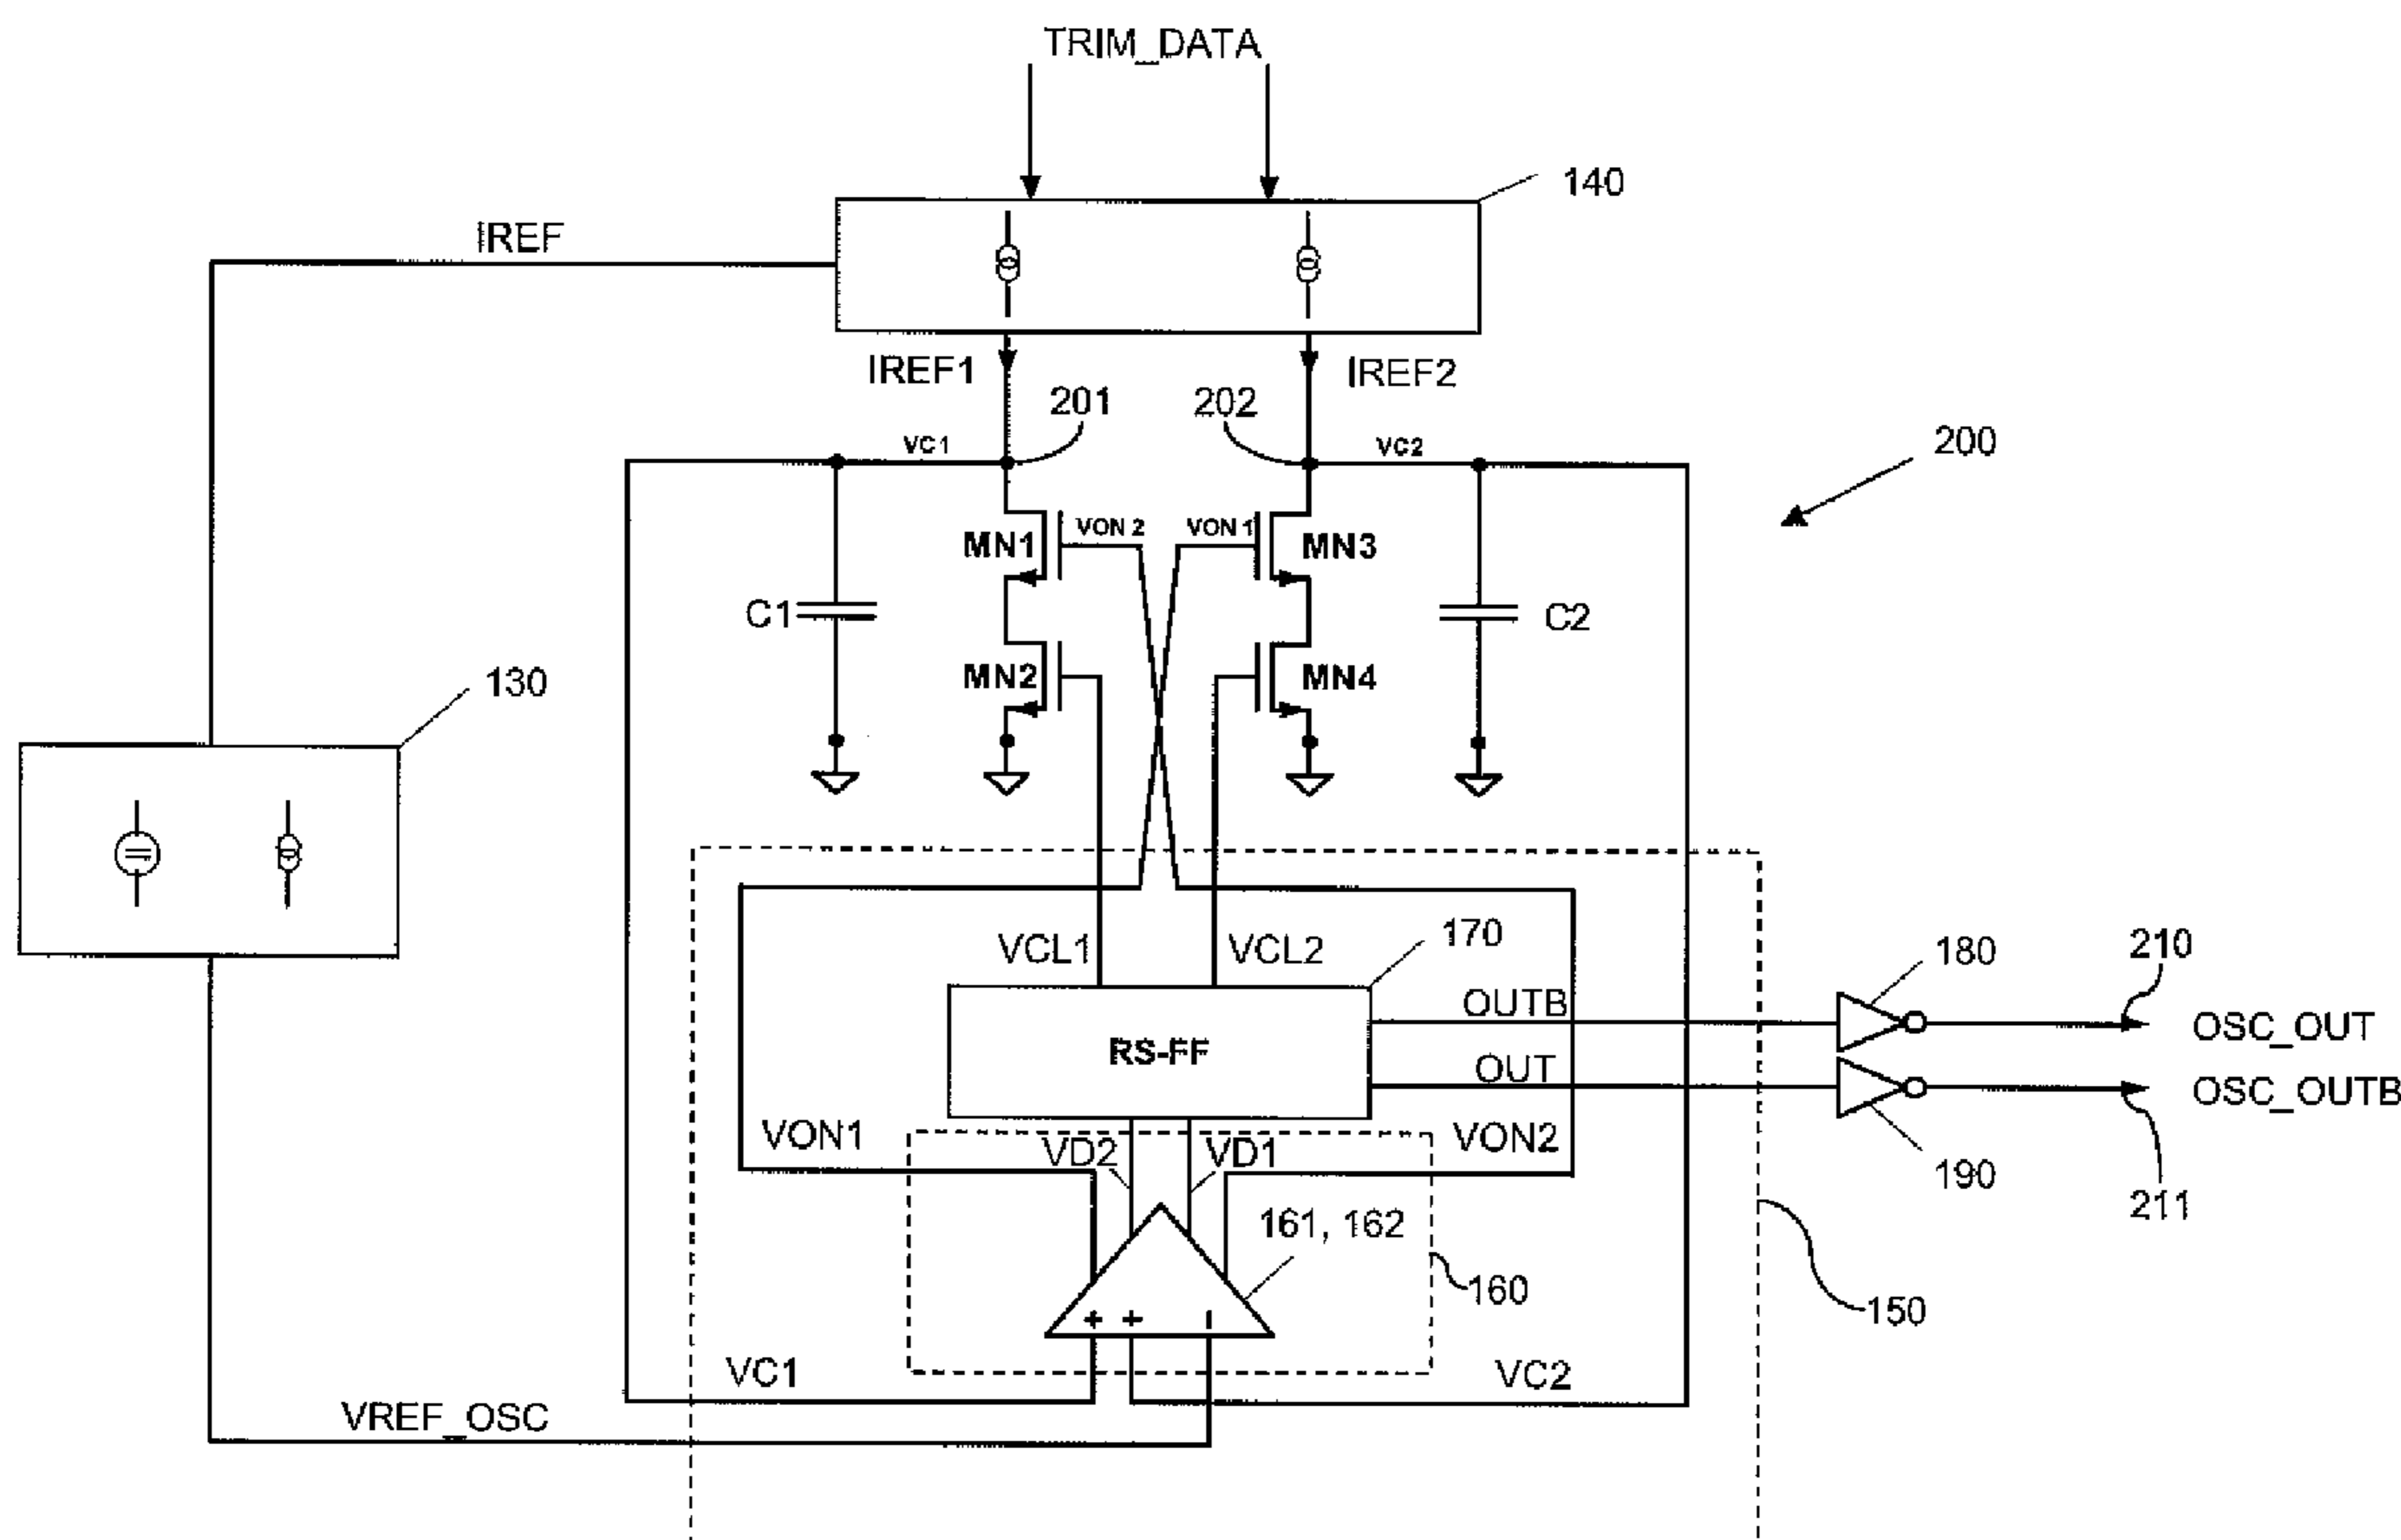 TRIM_DATA
140
IREF
IREF1
IREF2
201
202
VC1
VC2
200
MN1
VON 2
VON 1
MN3
C1
C2
MN2
MN4
130
VCL1
VCL2
170
OUTB
180
210
OSC_OUT
RS-FF
OUT
OSC_OUTB
VON1
VD2
VD1
VON2
190
211
161, 162
160
150
+ + −
VC1
VC2
VREF_OSC